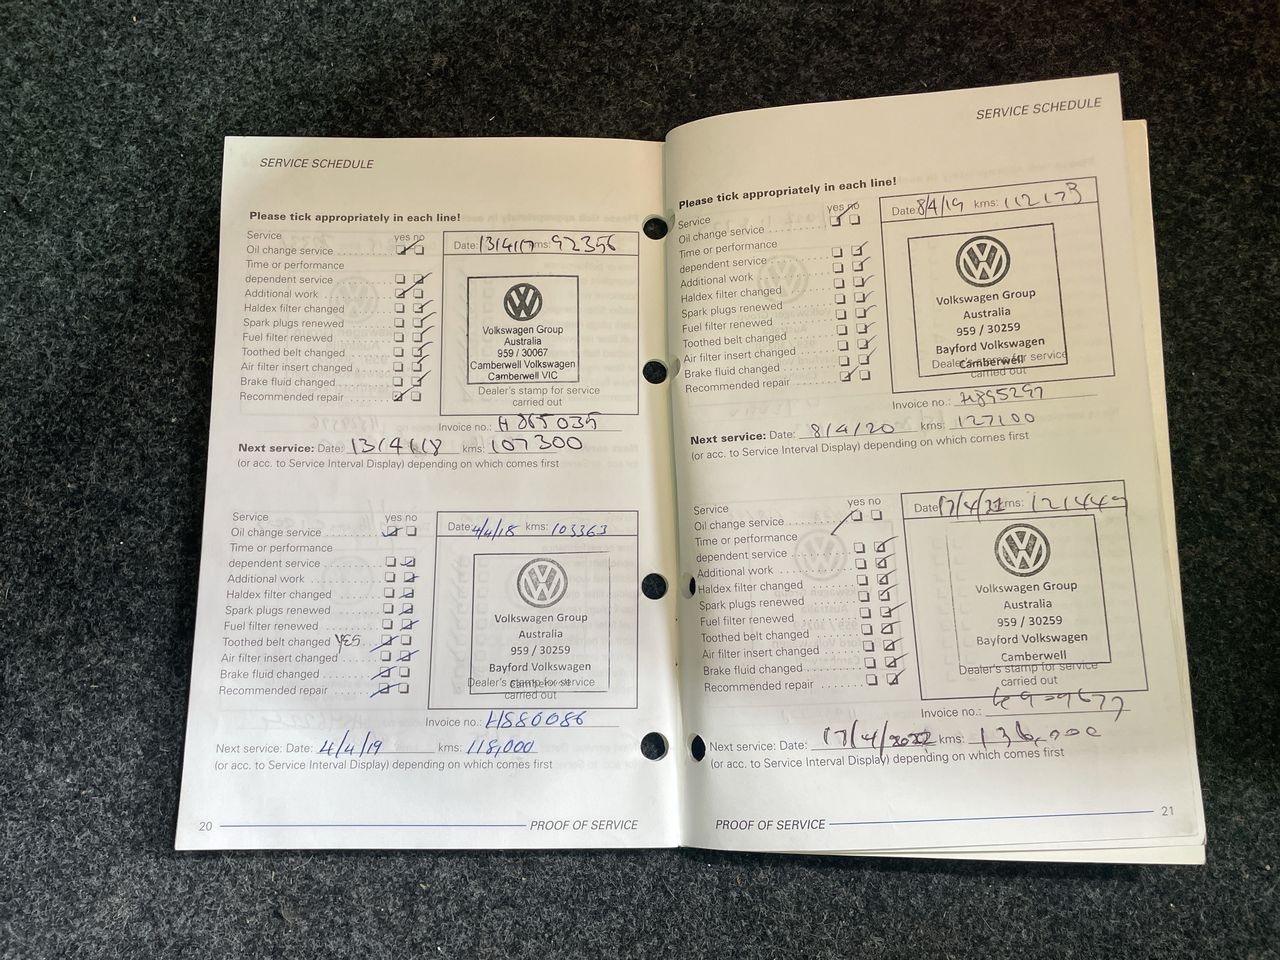 SERVICE SCHEDULE
Please tick appropriately in each line!
Service yes no
Oil change service
Time or performance
dependent service
Additional work
Haldex filter changed
Spark plugs renewed
Fuel filter renewed
Toothed belt changed
Air filter insert changed
Brake fluid changed
Recommended repair
Date: 13/4/17 kms: 92356
Volkswagen Group
Australia
959 / 30067
Camberwell Volkswagen
Camberwell VIC
Dealer's stamp for service
carried out
Invoice no.: H865035
Next service: Date: 13/4/18 kms: 107300
(or acc. to Service Interval Display) depending on which comes first
Service yes no
Oil change service
Time or performance
dependent service
Additional work
Haldex filter changed
Spark plugs renewed
Fuel filter renewed
Toothed belt changed YES
Air filter insert changed
Brake fluid changed
Recommended repair
Date: 4/4/18 kms: 103363
Volkswagen Group
Australia
959 / 30259
Bayford Volkswagen
Camberwell
Dealer's stamp for service
carried out
Invoice no.: H880086
Next service: Date: 4/4/19 kms: 118,000
(or acc. to Service Interval Display) depending on which comes first
20 PROOF OF SERVICE
SERVICE SCHEDULE
Please tick appropriately in each line!
Service yes no
Oil change service
Time or performance
dependent service
Additional work
Haldex filter changed
Spark plugs renewed
Fuel filter renewed
Toothed belt changed
Air filter insert changed
Brake fluid changed
Recommended repair
Date: 8/4/19 kms: 112173
Volkswagen Group
Australia
959 / 30259
Bayford Volkswagen
Camberwell
Dealer's stamp for service
carried out
Invoice no.: H895297
Next service: Date: 8/4/20 kms: 127100
(or acc. to Service Interval Display) depending on which comes first
Service yes no
Oil change service
Time or performance
dependent service
Additional work
Haldex filter changed
Spark plugs renewed
Fuel filter renewed
Toothed belt changed
Air filter insert changed
Brake fluid changed
Recommended repair
Date: 17/4/21 kms: 121449
Volkswagen Group
Australia
959 / 30259
Bayford Volkswagen
Camberwell
Dealer's stamp for service
carried out
Invoice no.:
Next service: Date: 17/4/2022 kms: 136,000
(or acc. to Service Interval Display) depending on which comes first
PROOF OF SERVICE 21